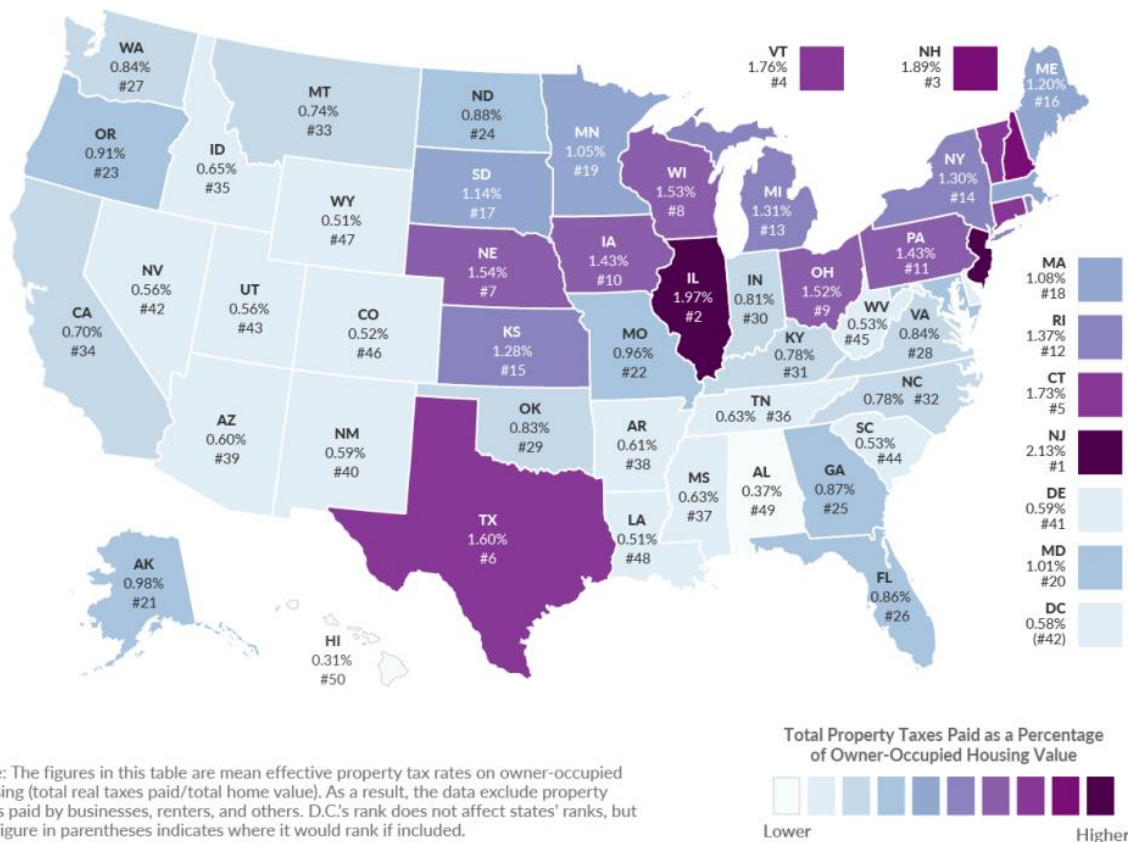 WA
0.84%
#27
MT
0.74%
#33
ND
0.88%
#24
MN
1.05%
#19
VT
1.76%
#4
NH
1.89%
#3
ME
1.20%
#16
OR
0.91%
#23
ID
0.65%
#35
WY
0.51%
#47
SD
1.14%
#17
WI
1.53%
#8
MI
1.31%
#13
NY
1.30%
#14
NV
0.56%
#42
UT
0.56%
#43
CO
0.52%
#46
NE
1.54%
#7
IA
1.43%
#10
IL
1.97%
#2
IN
0.81%
#30
OH
1.52%
#9
PA
1.43%
#11
CA
0.70%
#34
KS
1.28%
#15
MO
0.96%
#22
KY
0.78%
#31
WV
0.53%
#45
VA
0.84%
#28
MA
1.08%
#18
RI
1.37%
#12
CT
1.73%
#5
NJ
2.13%
#1
DE
0.59%
#41
MD
1.01%
#20
DC
0.58%
(#42)
AZ
0.60%
#39
NM
0.59%
#40
OK
0.83%
#29
AR
0.61%
#38
TN
0.63% #36
NC
0.78% #32
SC
0.53%
#44
TX
1.60%
#6
LA
0.51%
#48
MS
0.63%
#37
AL
0.37%
#49
GA
0.87%
#25
FL
0.86%
#26
AK
0.98%
#21
HI
0.31%
#50
: The figures in this table are mean effective property tax rates on owner-occupied
sing (total real taxes paid/total home value). As a result, the data exclude property
s paid by businesses, renters, and others. D.C.'s rank does not affect states' ranks, but
igure in parentheses indicates where it would rank if included.
Total Property Taxes Paid as a Percentage
of Owner-Occupied Housing Value
Lower
Higher